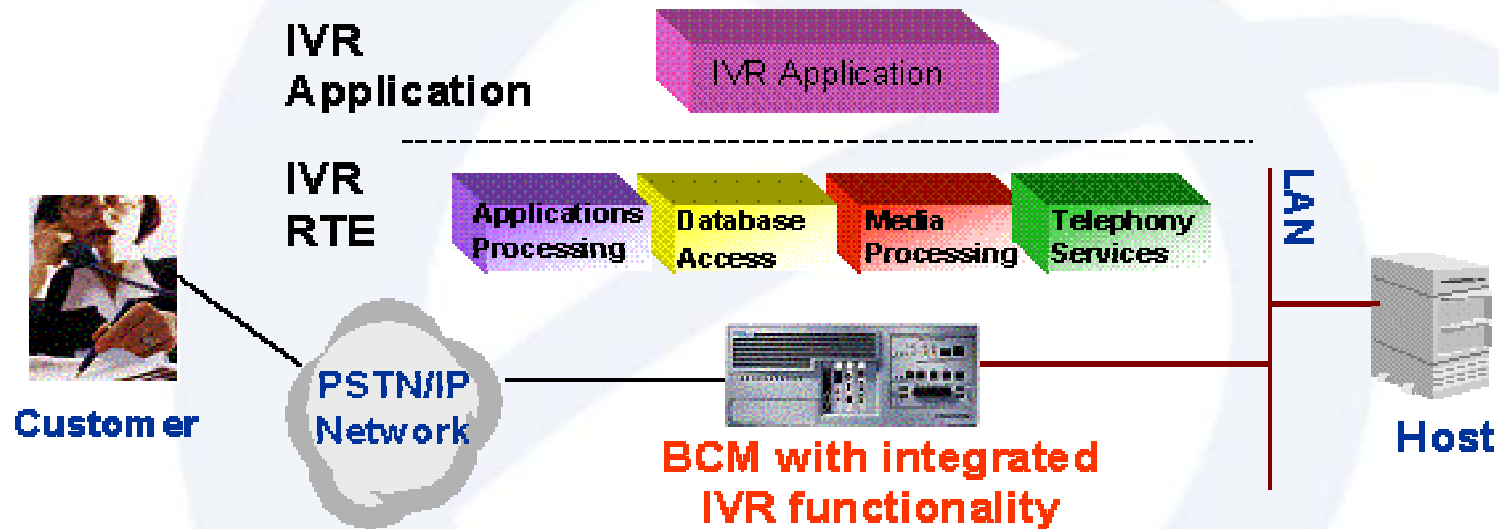 IVR
Application
IVR Application
IVR
RTE
Applications
Processing
Database
Access
Media
Processing
Telephony
Services
LAN
Customer
PSTN/IP
Network
BCM with integrated
IVR functionality
Host